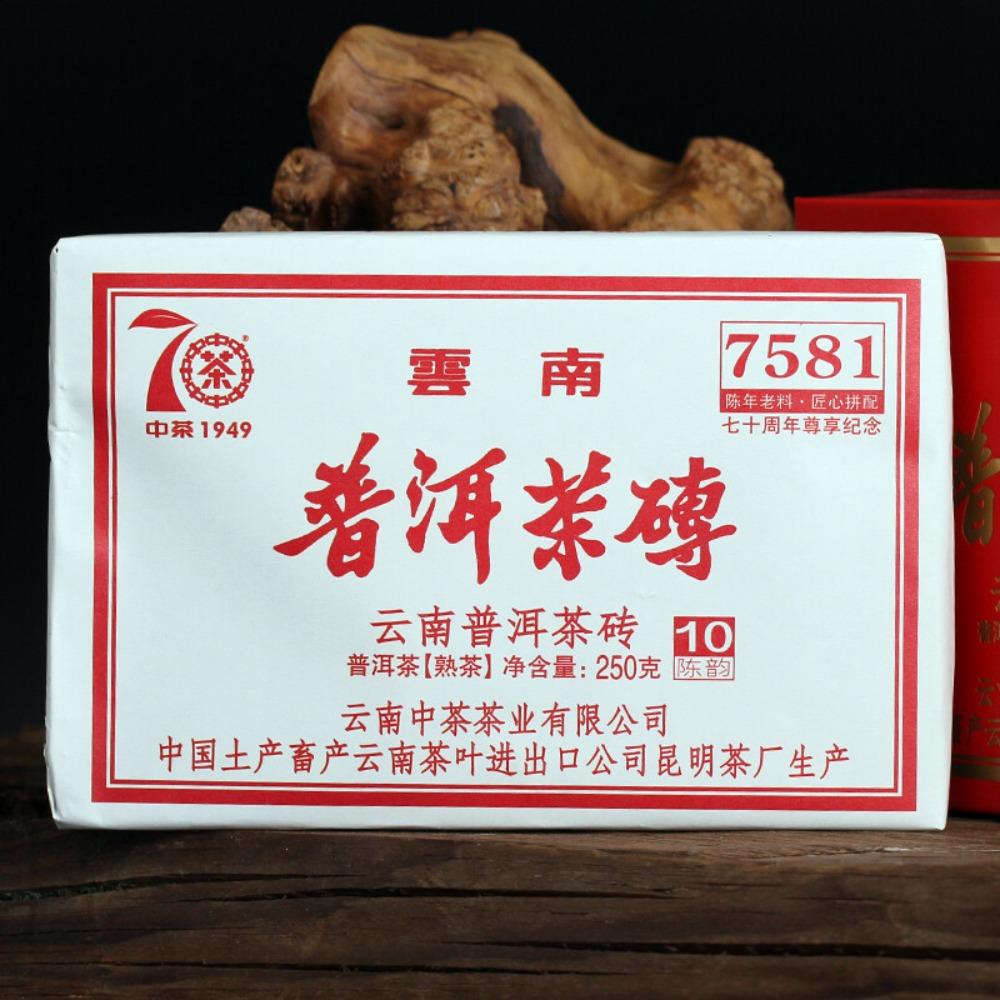 茶
®
中茶1949
雲南
7581
陈年老料·匠心拼配
七十周年尊享纪念
普洱茶磚
云南普洱茶砖
普洱茶【熟茶】 净含量：250克
10
陈韵
云南中茶茶业有限公司
中国土产畜产云南茶叶进出口公司昆明茶厂生产
普